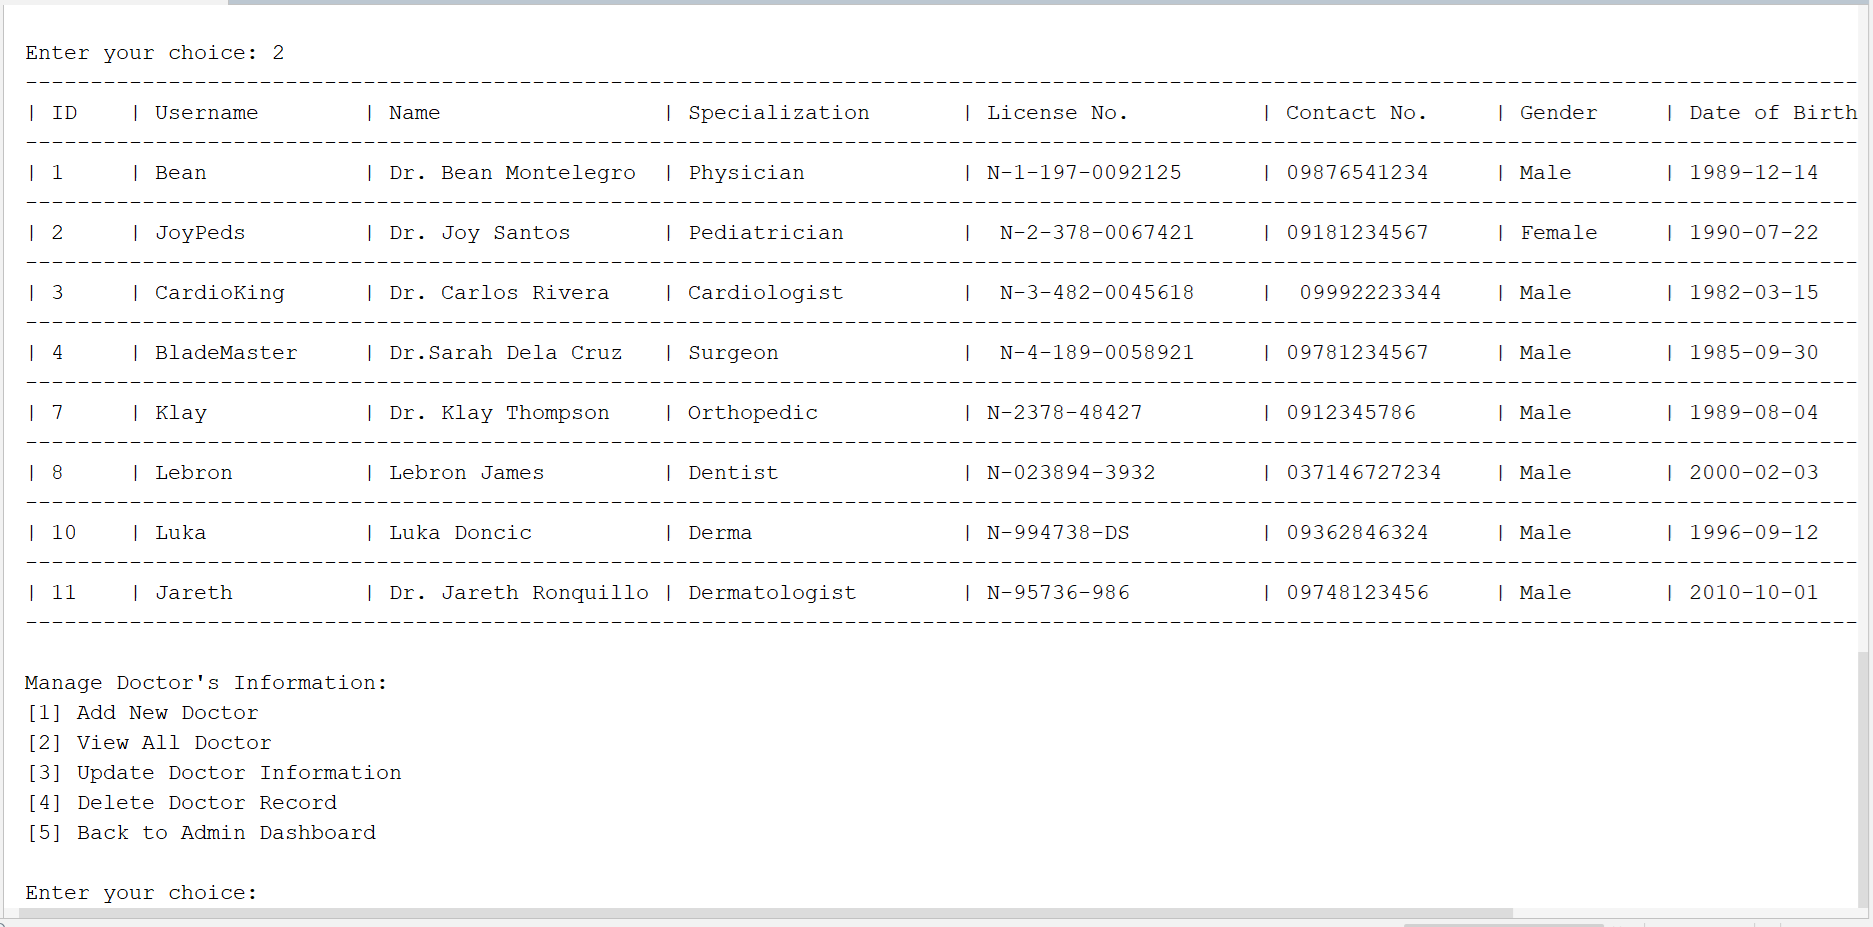 Enter your choice: 2
----------------------------------------------------------------------------------------------------------------------------------------------
| ID    | Username        | Name                  | Specialization       | License No.          | Contact No.     | Gender     | Date of Birth
----------------------------------------------------------------------------------------------------------------------------------------------
| 1     | Bean            | Dr. Bean Montelegro  | Physician            | N-1-197-0092125      | 09876541234     | Male       | 1989-12-14
----------------------------------------------------------------------------------------------------------------------------------------------
| 2     | JoyPeds         | Dr. Joy Santos       | Pediatrician         |  N-2-378-0067421     | 09181234567     | Female     | 1990-07-22
----------------------------------------------------------------------------------------------------------------------------------------------
| 3     | CardioKing      | Dr. Carlos Rivera    | Cardiologist         |  N-3-482-0045618     |  09992223344    | Male       | 1982-03-15
----------------------------------------------------------------------------------------------------------------------------------------------
| 4     | BladeMaster     | Dr.Sarah Dela Cruz   | Surgeon              |  N-4-189-0058921     | 09781234567     | Male       | 1985-09-30
----------------------------------------------------------------------------------------------------------------------------------------------
| 7     | Klay            | Dr. Klay Thompson    | Orthopedic           | N-2378-48427         | 0912345786      | Male       | 1989-08-04
----------------------------------------------------------------------------------------------------------------------------------------------
| 8     | Lebron          | Lebron James         | Dentist              | N-023894-3932        | 037146727234    | Male       | 2000-02-03
----------------------------------------------------------------------------------------------------------------------------------------------
| 10    | Luka            | Luka Doncic          | Derma                | N-994738-DS          | 09362846324     | Male       | 1996-09-12
----------------------------------------------------------------------------------------------------------------------------------------------
| 11    | Jareth          | Dr. Jareth Ronquillo | Dermatologist        | N-95736-986          | 09748123456     | Male       | 2010-10-01
----------------------------------------------------------------------------------------------------------------------------------------------
Manage Doctor's Information:
[1] Add New Doctor
[2] View All Doctor
[3] Update Doctor Information
[4] Delete Doctor Record
[5] Back to Admin Dashboard
Enter your choice: